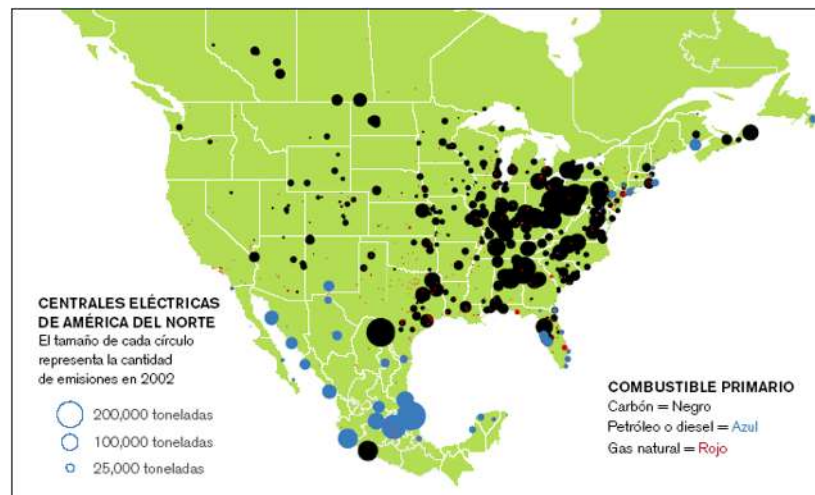 CENTRALES ELÉCTRICAS
DE AMÉRICA DEL NORTE
El tamaño de cada círculo
representa la cantidad
de emisiones en 2002
200,000 toneladas
100,000 toneladas
25,000 toneladas
COMBUSTIBLE PRIMARIO
Carbón = Negro
Petróleo o diesel = Azul
Gas natural = Rojo